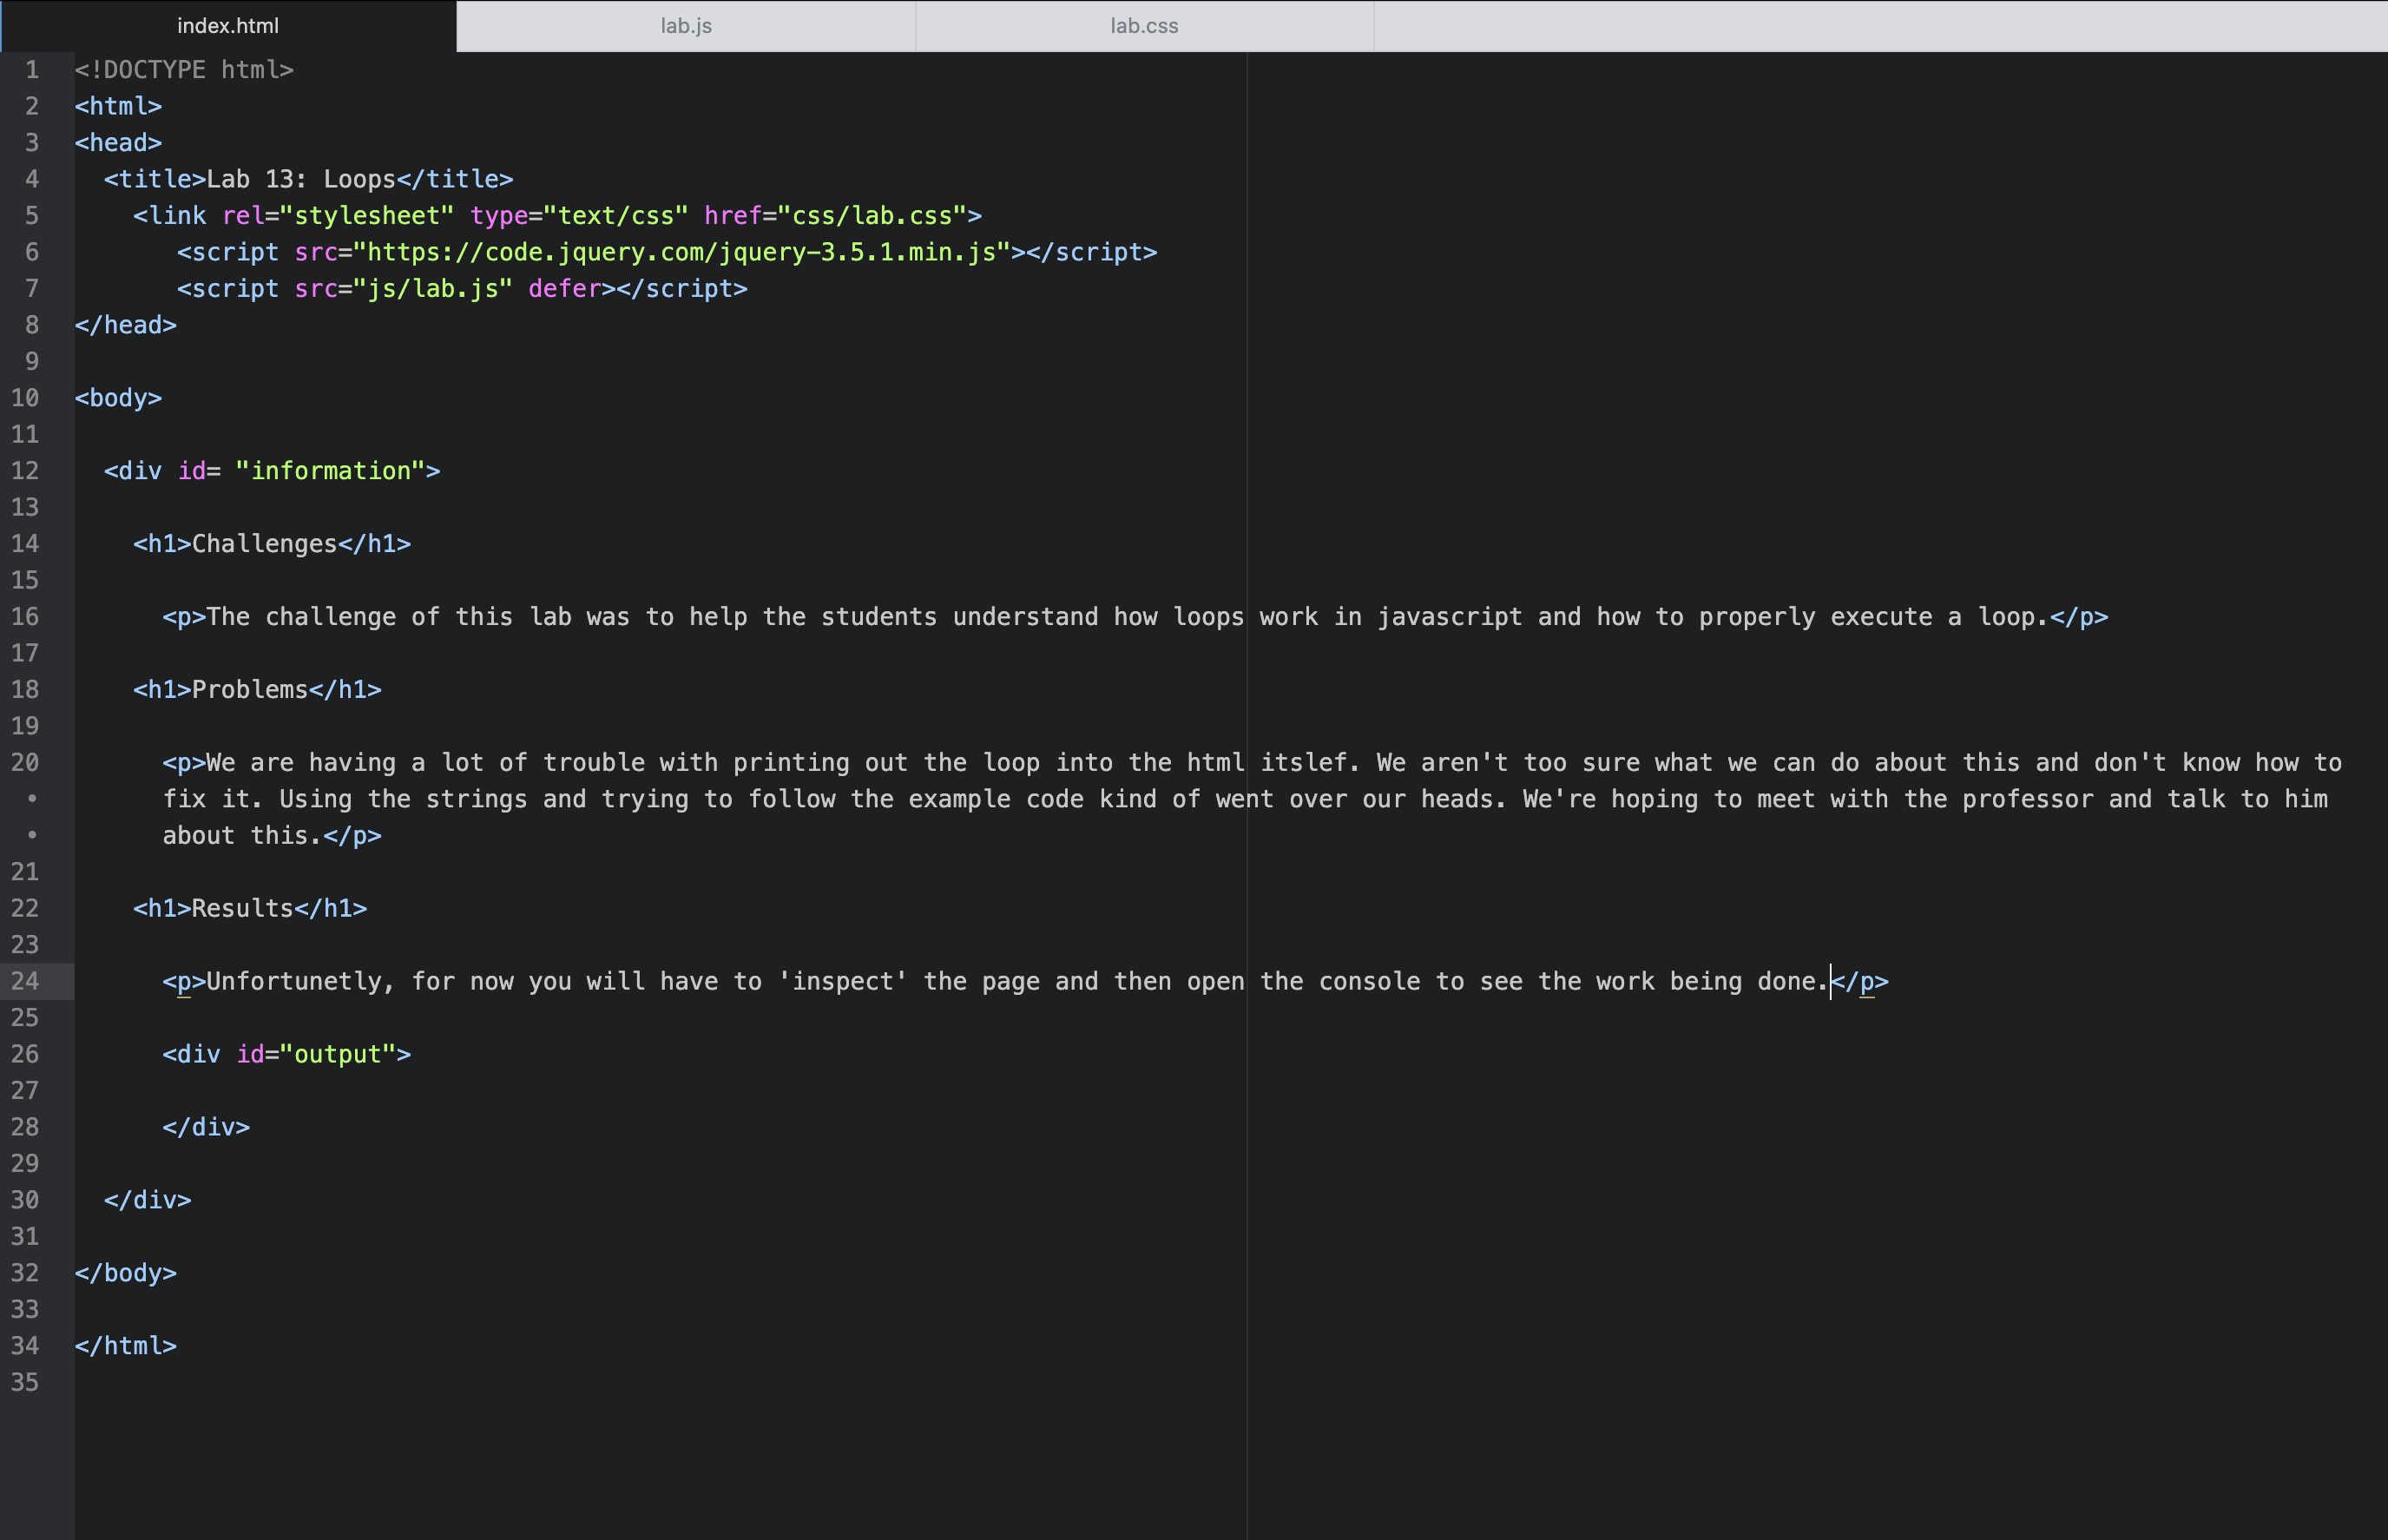 index.html lab.js lab.css
1 <!DOCTYPE html>
2 <html>
3 <head>
4   <title>Lab 13: Loops</title>
5     <link rel="stylesheet" type="text/css" href="css/lab.css">
6        <script src="https://code.jquery.com/jquery-3.5.1.min.js"></script>
7        <script src="js/lab.js" defer></script>
8 </head>
9
10 <body>
11
12   <div id= "information">
13
14     <h1>Challenges</h1>
15
16       <p>The challenge of this lab was to help the students understand how loops work in javascript and how to properly execute a loop.</p>
17
18     <h1>Problems</h1>
19
20       <p>We are having a lot of trouble with printing out the loop into the html itslef. We aren't too sure what we can do about this and don't know how to
•       fix it. Using the strings and trying to follow the example code kind of went over our heads. We're hoping to meet with the professor and talk to him
•       about this.</p>
21
22     <h1>Results</h1>
23
24       <p>Unfortunetly, for now you will have to 'inspect' the page and then open the console to see the work being done.</p>
25
26       <div id="output">
27
28       </div>
29
30   </div>
31
32 </body>
33
34 </html>
35